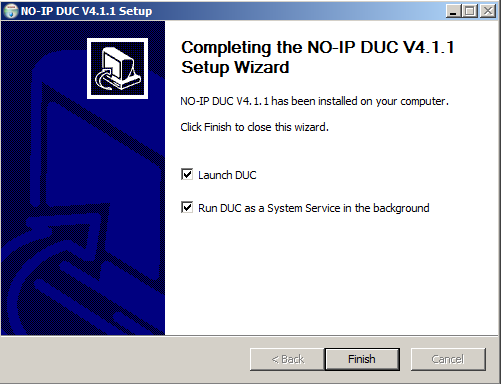 NO-IP DUC V4.1.1 Setup
Completing the NO-IP DUC V4.1.1
Setup Wizard
NO-IP DUC V4.1.1 has been installed on your computer.
Click Finish to close this wizard.
Launch DUC
Run DUC as a System Service in the background
< Back
Finish
Cancel